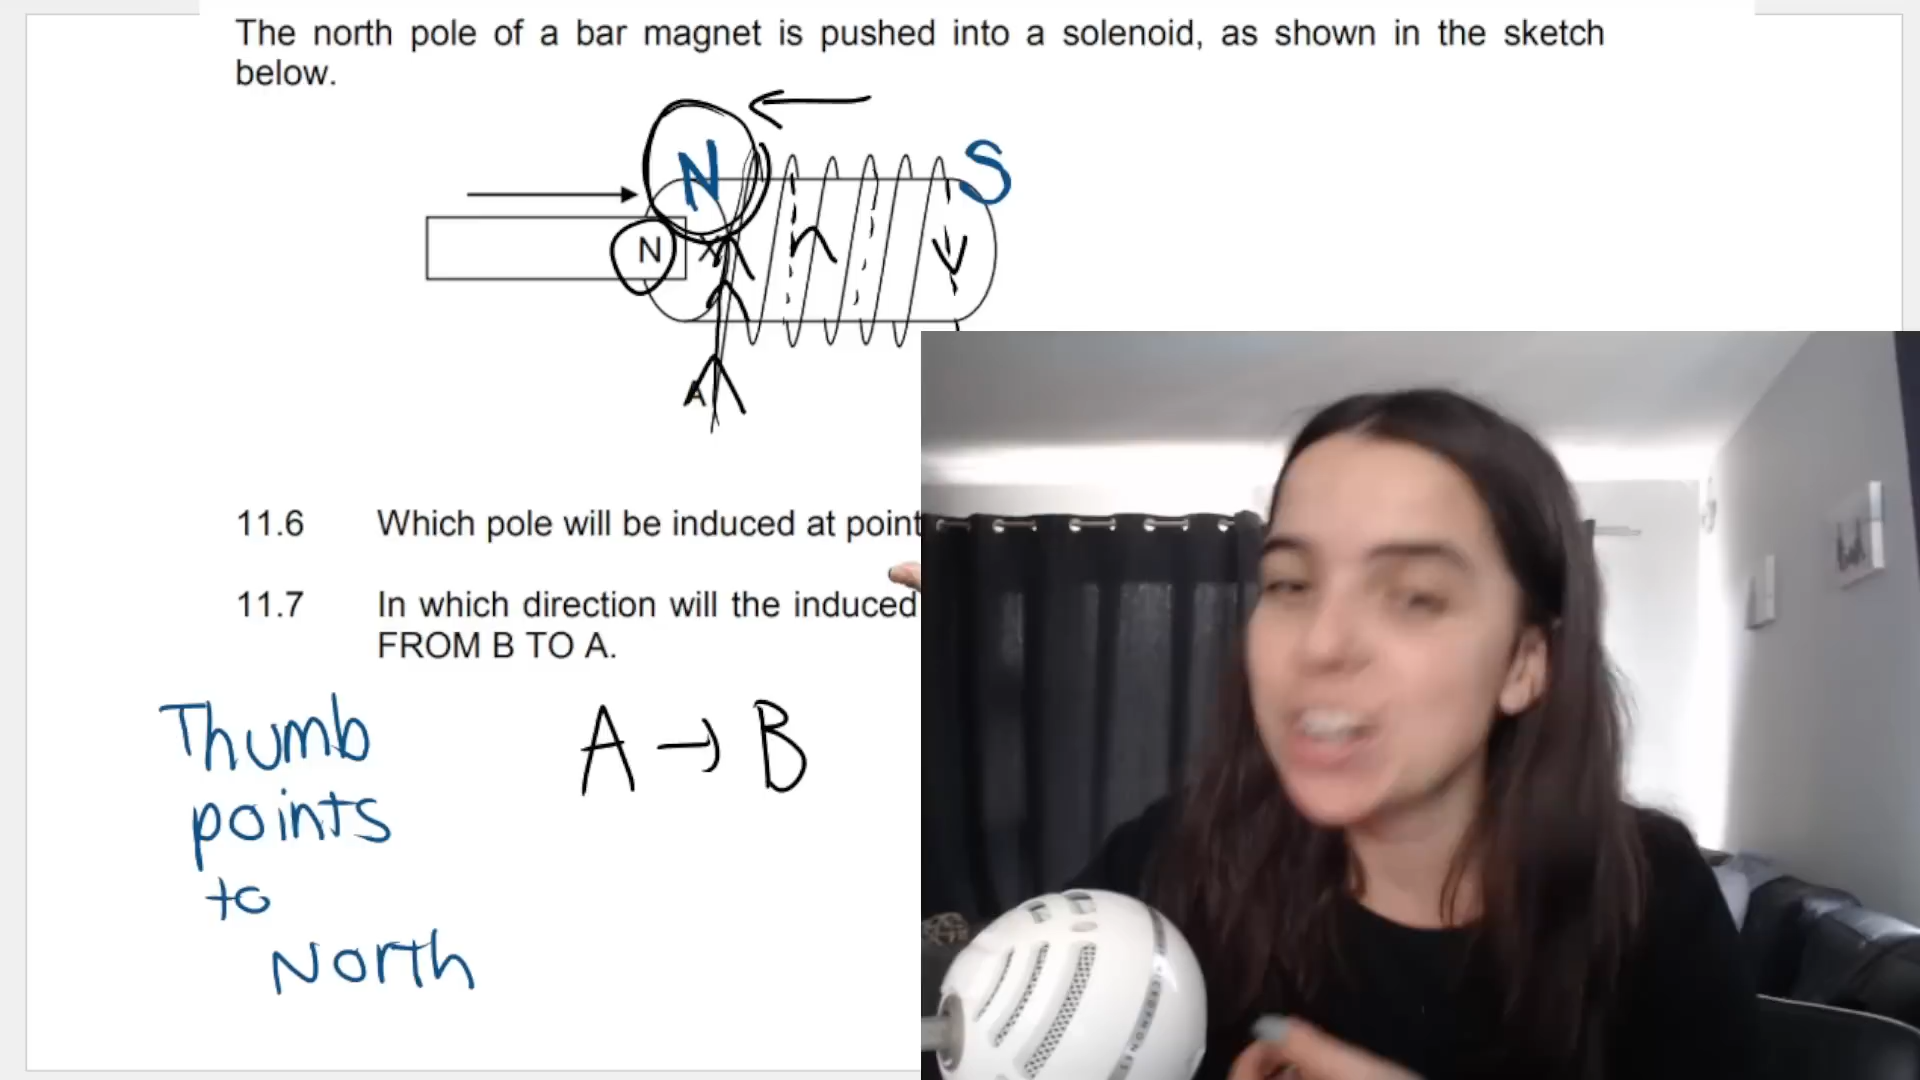 The north pole of a bar magnet is pushed into a solenoid, as shown in the sketch
below.
N
S
N
X
A
11.6 Which pole will be induced at point
11.7 In which direction will the induced
FROM B TO A.
Thumb
points
to
North
A → B